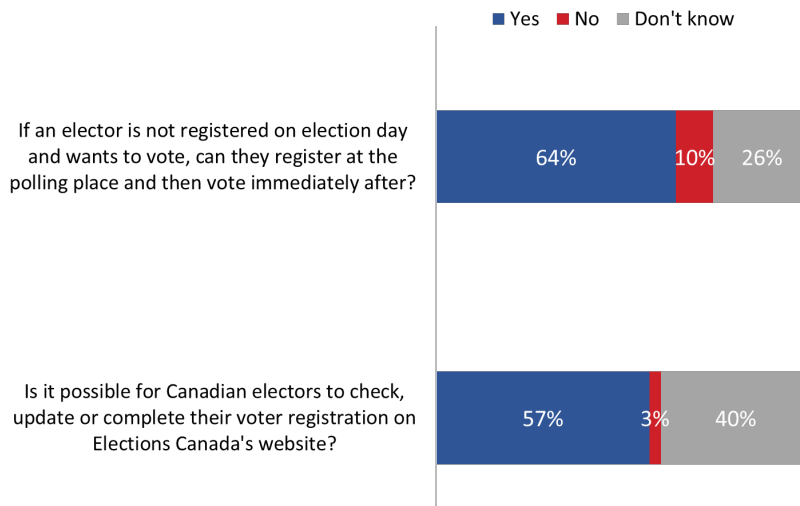 Yes No Don't know
If an elector is not registered on election day
and wants to vote, can they register at the
polling place and then vote immediately after?
64% 10% 26%
Is it possible for Canadian electors to check,
update or complete their voter registration on
Elections Canada's website?
57% 3% 40%